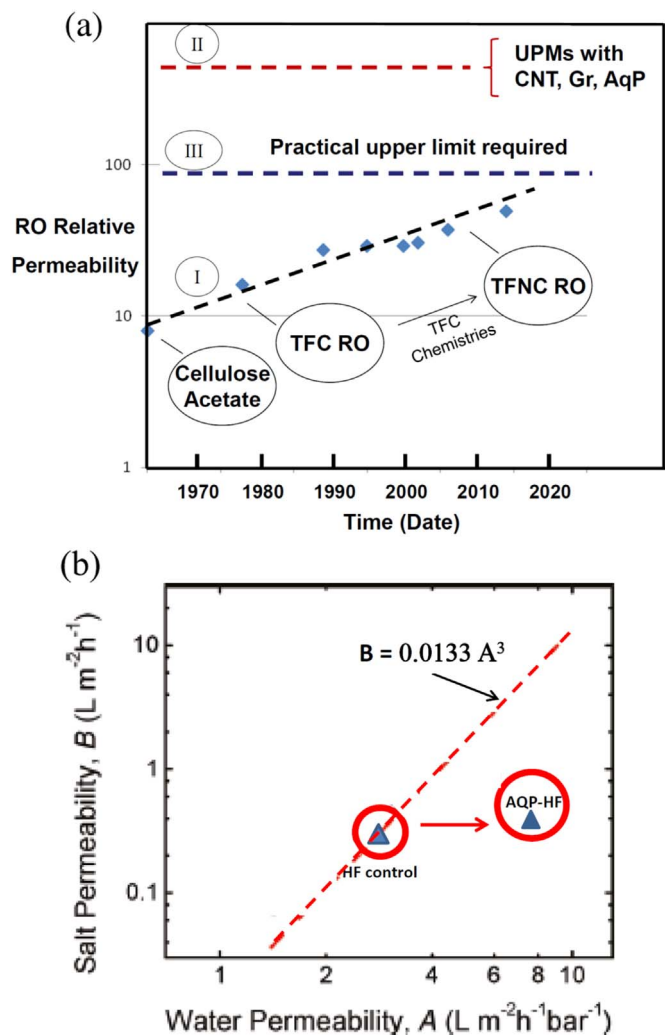 (a)
II
UPMs with
CNT, Gr, AqP
III
Practical upper limit required
100
RO Relative
Permeability
I
TFNC RO
10
TFC RO
TFC
Chemistries
Cellulose
Acetate
1
1970 1980 1990 2000 2010 2020
Time (Date)
(b)
Salt Permeability, B (L m⁻²h⁻¹)
10
B = 0.0133 A³
1
AQP-HF
HF control
0.1
1 2 4 6 8 10
Water Permeability, A (L m⁻²h⁻¹bar⁻¹)